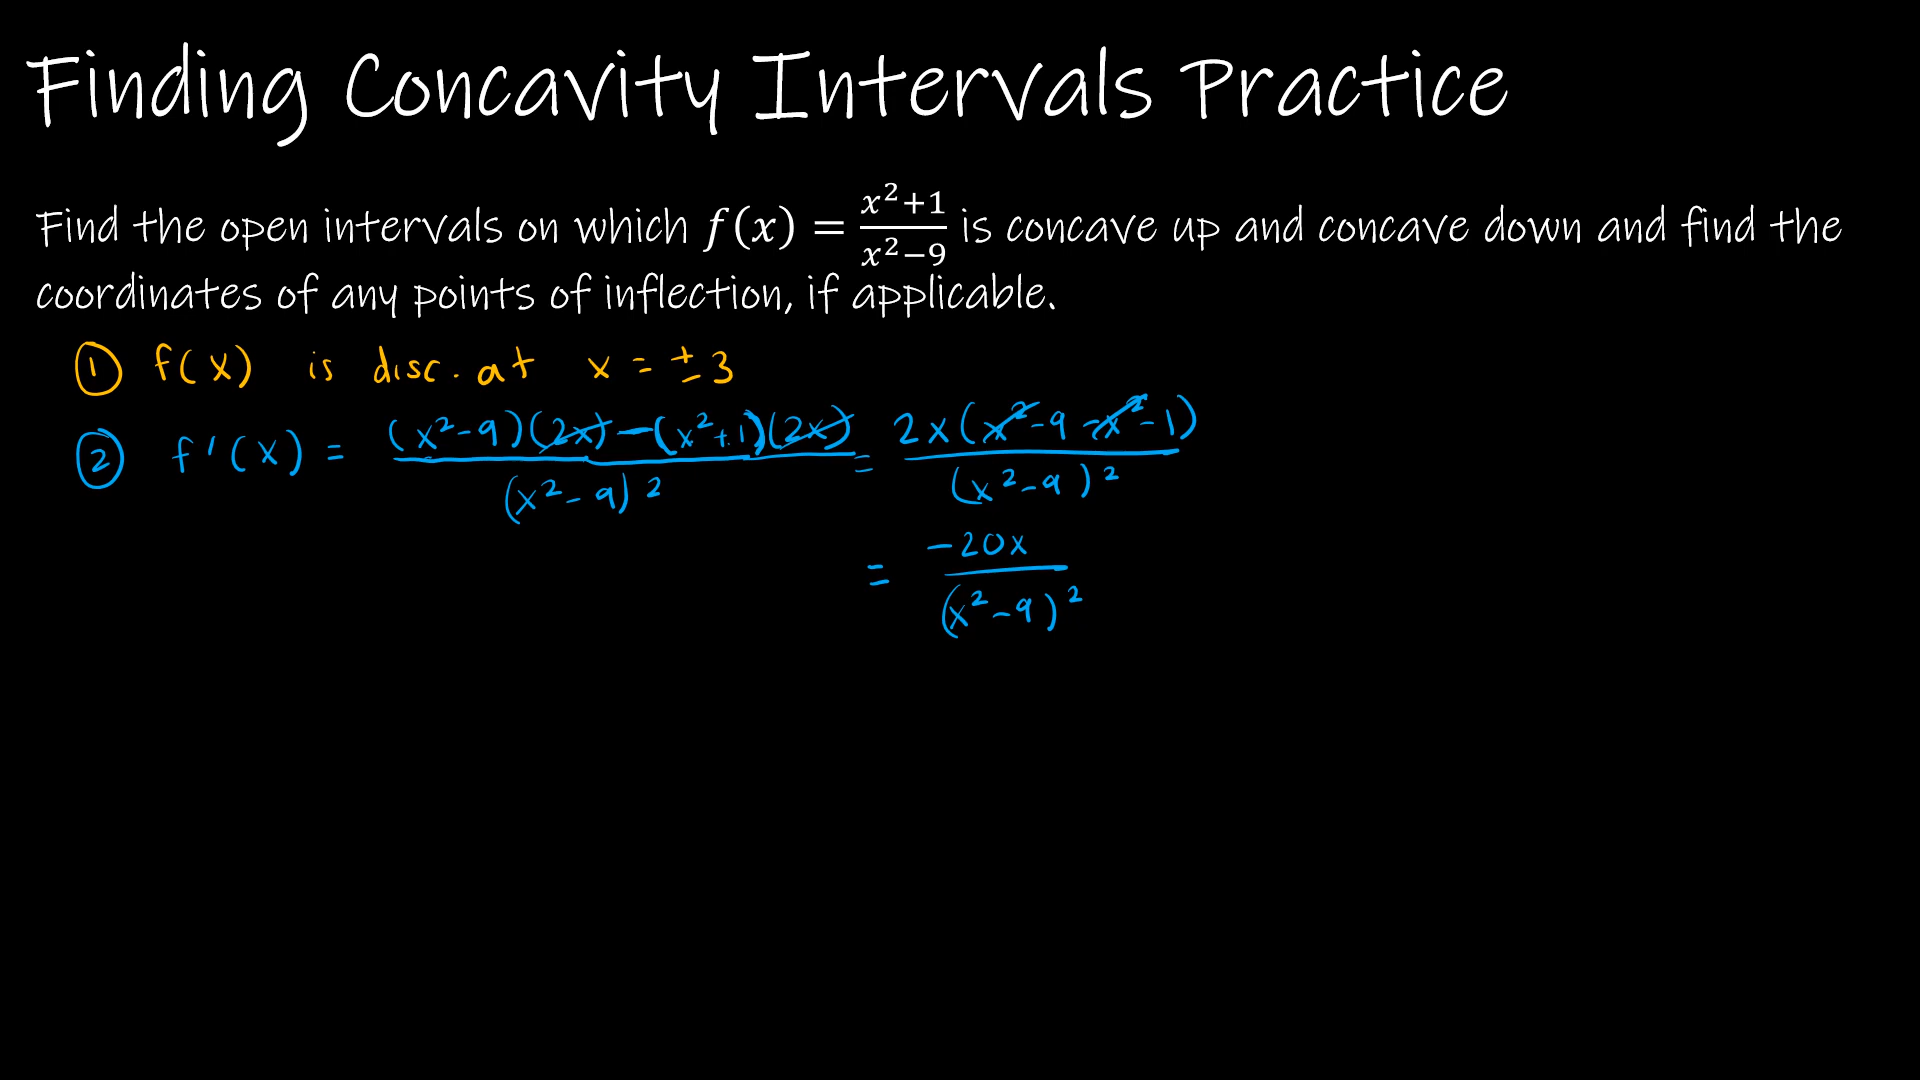 Finding Concavity Intervals Practice
Find the open intervals on which f(x) = (x²+1)/(x²−9) is concave up and concave down and find the
coordinates of any points of inflection, if applicable.
① f(x) is disc. at x = ± 3
② f'(x) = ((x²-9)(2x) - (x²+1)(2x))/(x²-9)² = 2x(x²-9-x²-1)/(x²-9)²
= -20x/(x²-9)²